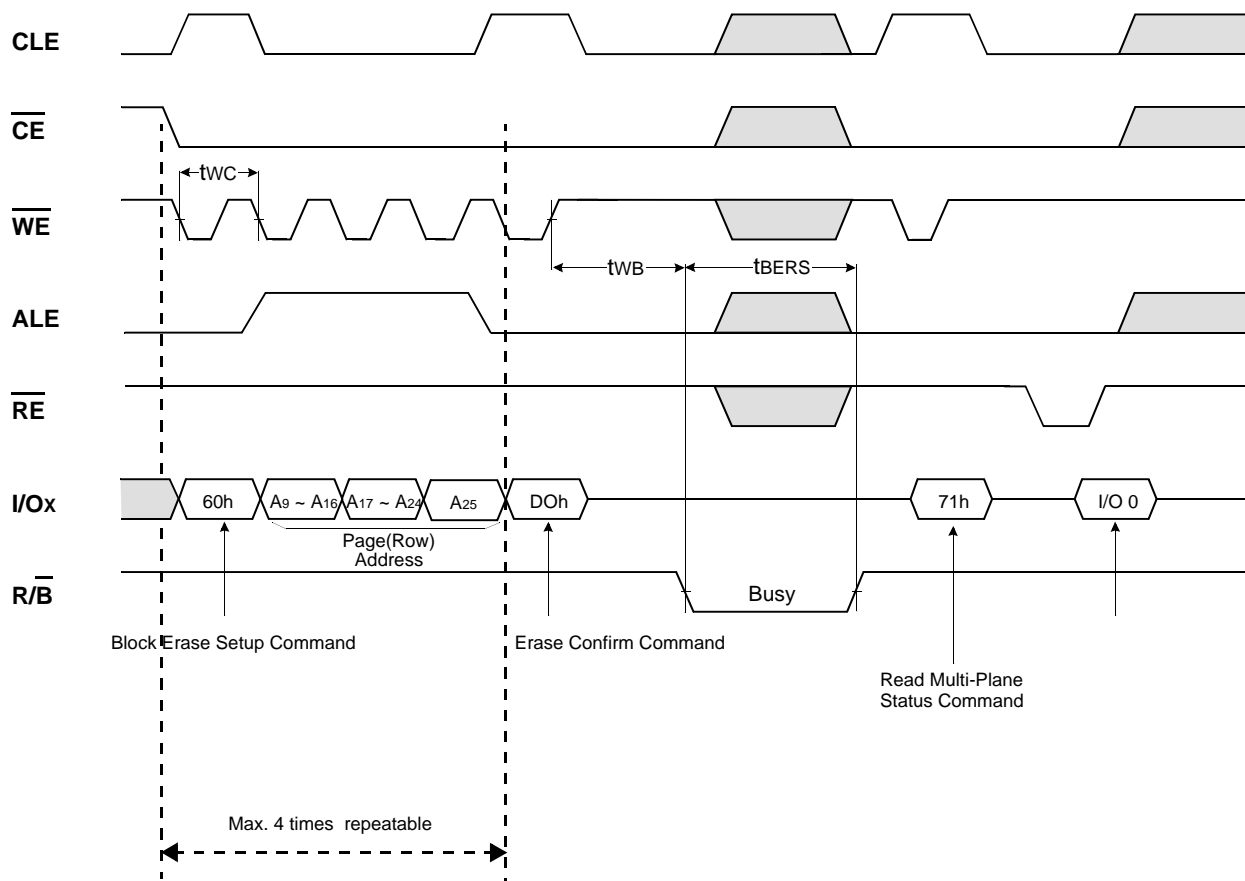 CLE
CE
tWC
WE
tWB
tBERS
ALE
RE
I/Ox
60h
A9 ~ A16
A17 ~ A24
A25
DOh
71h
I/O 0
Page(Row)
Address
R/B
Busy
Block Erase Setup Command
Erase Confirm Command
Read Multi-Plane
Status Command
Max. 4 times repeatable